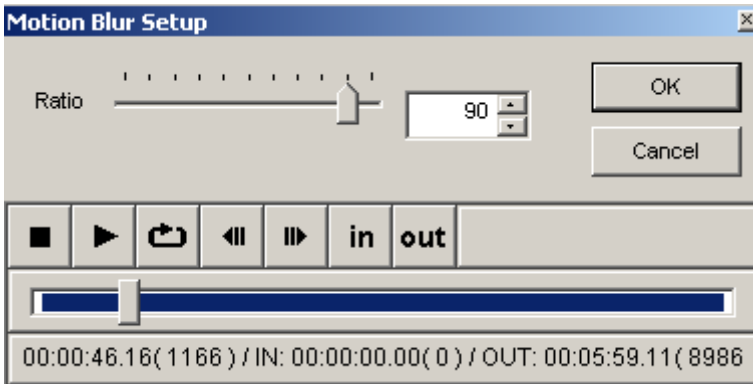 Motion Blur Setup
Ratio
90
OK
Cancel
in out
00:00:46.16( 1166 ) / IN: 00:00:00.00( 0 ) / OUT: 00:05:59.11( 8986